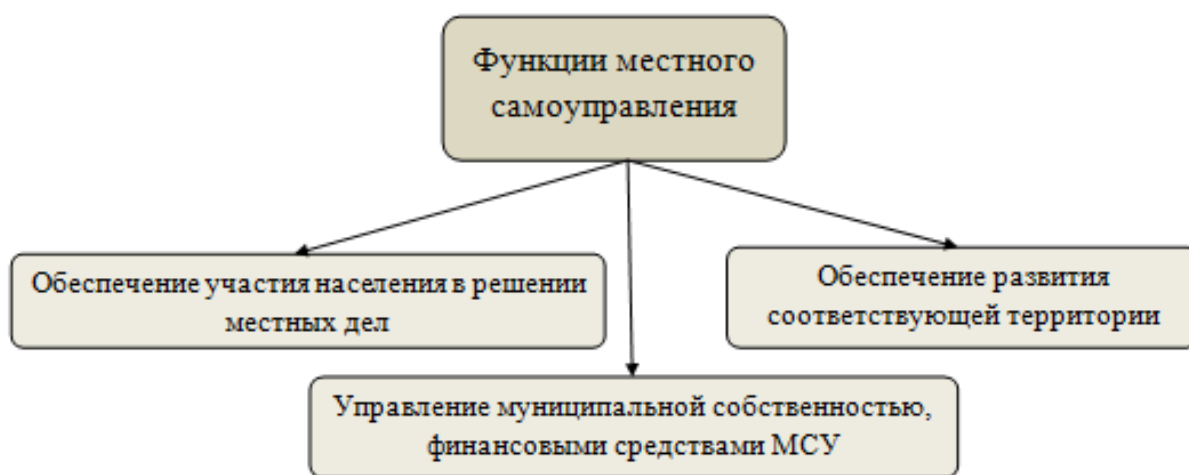 Функции местного
самоуправления
Обеспечение участия населения в решении
местных дел
Обеспечение развития
соответствующей территории
Управление муниципальной собственностью,
финансовыми средствами МСУ